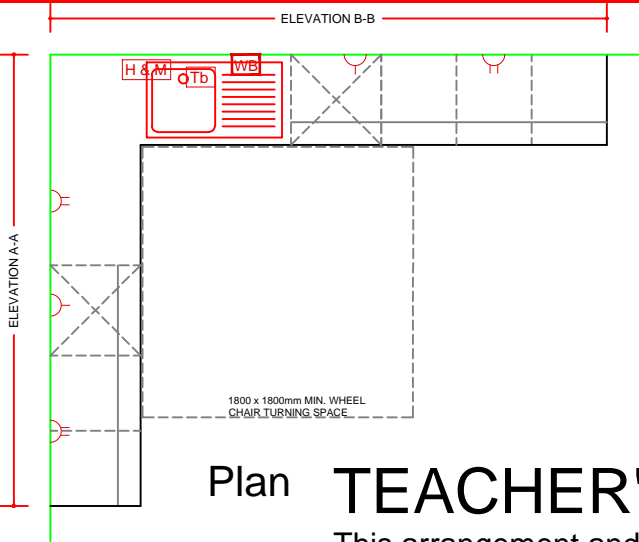 ELEVATION B-B
H & M
Tb
WB
ELEVATION A-A
1800 x 1800mm MIN. WHEEL
CHAIR TURNING SPACE
Plan
TEACHER'
This arrangement and